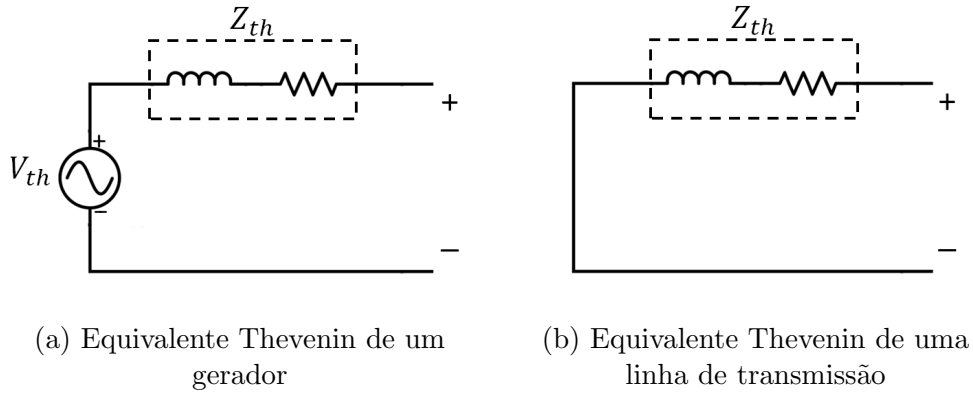 Z_th
+
V_th
+
−
−
(a) Equivalente Thevenin de um
gerador
Z_th
+
−
(b) Equivalente Thevenin de uma
linha de transmissão